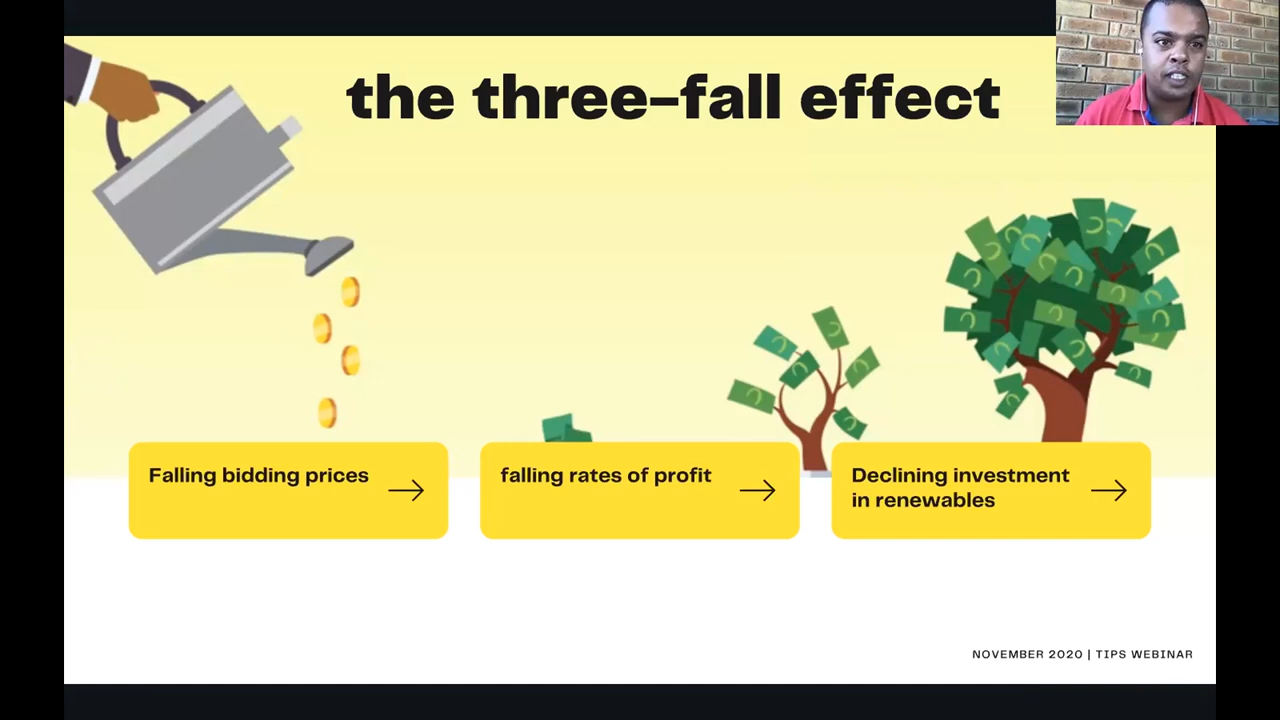 the three-fall effect
Falling bidding prices
falling rates of profit
Declining investment
in renewables
NOVEMBER 2020 | TIPS WEBINAR